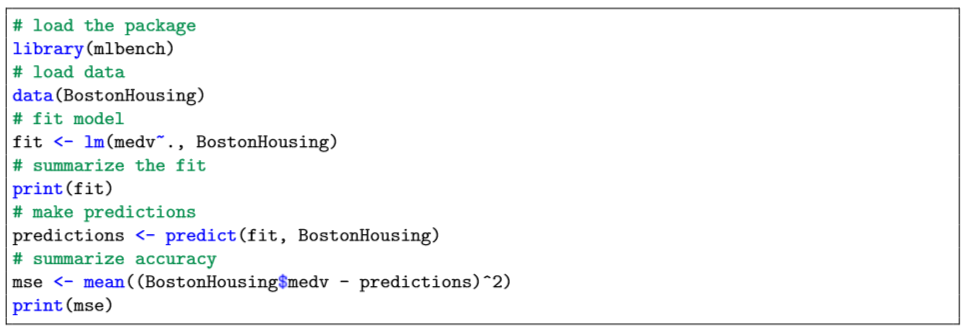 # load the package
library(mlbench)
# load data
data(BostonHousing)
# fit model
fit <- lm(medv~., BostonHousing)
# summarize the fit
print(fit)
# make predictions
predictions <- predict(fit, BostonHousing)
# summarize accuracy
mse <- mean((BostonHousing$medv - predictions)^2)
print(mse)